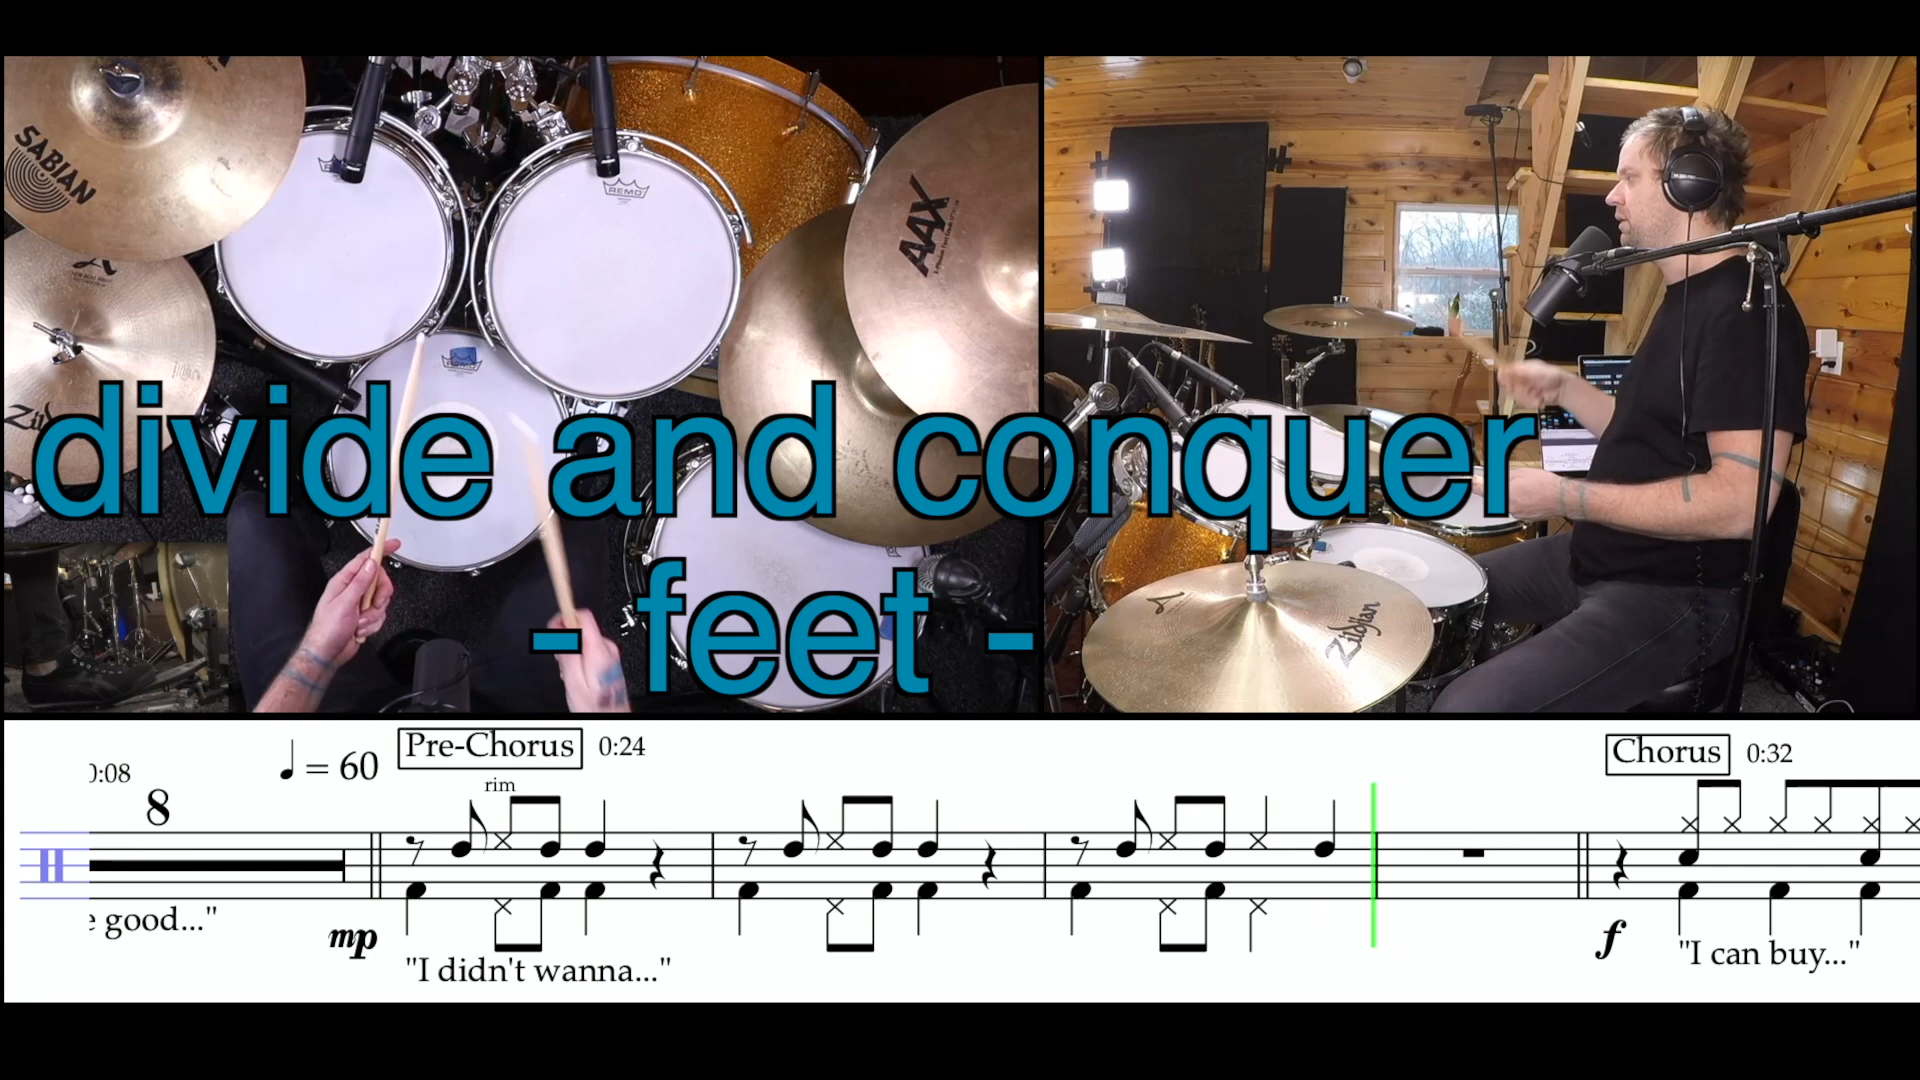 SABIAN
REMO
AAX
A
REMO
A
Zildjian
divide and conquer
- feet -
0:08
8
= 60
Pre-Chorus 0:24
rim
good..."
mp
"I didn't wanna..."
Chorus 0:32
f
"I can buy..."